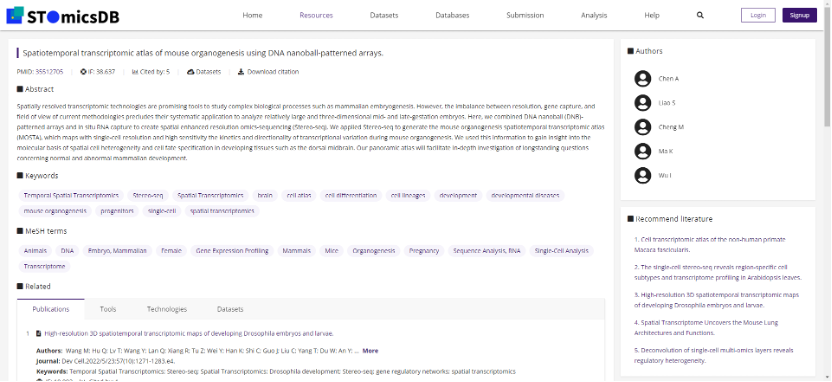 STOmicsDB
Home Resources Datasets Databases Submission Analysis Help Login Signup
Spatiotemporal transcriptomic atlas of mouse organogenesis using DNA nanoball-patterned arrays.
PMID: 35512705 IF: 38.637 Cited by: 5 Datasets Download citation
Abstract
Spatially resolved transcriptomic technologies are promising tools to study complex biological processes such as mammalian embryogenesis. However, the imbalance between resolution, gene capture, and
field of view of current methodologies precludes their systematic application to analyze relatively large and three-dimensional mid- and late-gestation embryos. Here, we combined DNA nanoball (DNB)-
patterned arrays and in situ RNA capture to create spatial enhanced resolution omics-sequencing (Stereo-seq). We applied Stereo-seq to generate the mouse organogenesis spatiotemporal transcriptomic atlas
(MOSTA), which maps with single-cell resolution and high sensitivity the kinetics and directionality of transcriptional variation during mouse organogenesis. We used this information to gain insight into the
molecular basis of spatial cell heterogeneity and cell fate specification in developing tissues such as the dorsal midbrain. Our panoramic atlas will facilitate in-depth investigation of longstanding questions
concerning normal and abnormal mammalian development.
Keywords
Temporal Spatial Transcriptomics Stereo-seq Spatial Transcriptomics brain cell atlas cell differentiation cell lineages development developmental diseases
mouse organogenesis progenitors single-cell spatial transcriptomics
MeSH terms
Animals DNA Embryo, Mammalian Female Gene Expression Profiling Mammals Mice Organogenesis Pregnancy Sequence Analysis, RNA Single-Cell Analysis
Transcriptome
Related
Publications Tools Technologies Datasets
1 High-resolution 3D spatiotemporal transcriptomic maps of developing Drosophila embryos and larvae.
Authors: Wang M; Hu Q; Lv T; Wang Y; Lan Q; Xiang R; Tu Z; Wei Y; Han K; Shi C; Guo J; Liu C; Yang T; Du W; An Y; ... More
Journal: Dev Cell.2022/5/23;57(10):1271-1283.e4.
Keywords: Temporal Spatial Transcriptomics; Stereo-seq; Spatial Transcriptomics; Drosophila development; Stereo-seq; gene regulatory networks; spatial transcriptomics
Authors
Chen A
Liao S
Cheng M
Ma K
Wu l
Recommend literature
1. Cell transcriptomic atlas of the non-human primate
Macaca fascicularis.
2. The single-cell stereo-seq reveals region-specific cell
subtypes and transcriptome profiling in Arabidopsis leaves.
3. High-resolution 3D spatiotemporal transcriptomic maps
of developing Drosophila embryos and larvae.
4. Spatial Transcriptome Uncovers the Mouse Lung
Architectures and Functions.
5. Deconvolution of single-cell multi-omics layers reveals
regulatory heterogeneity.